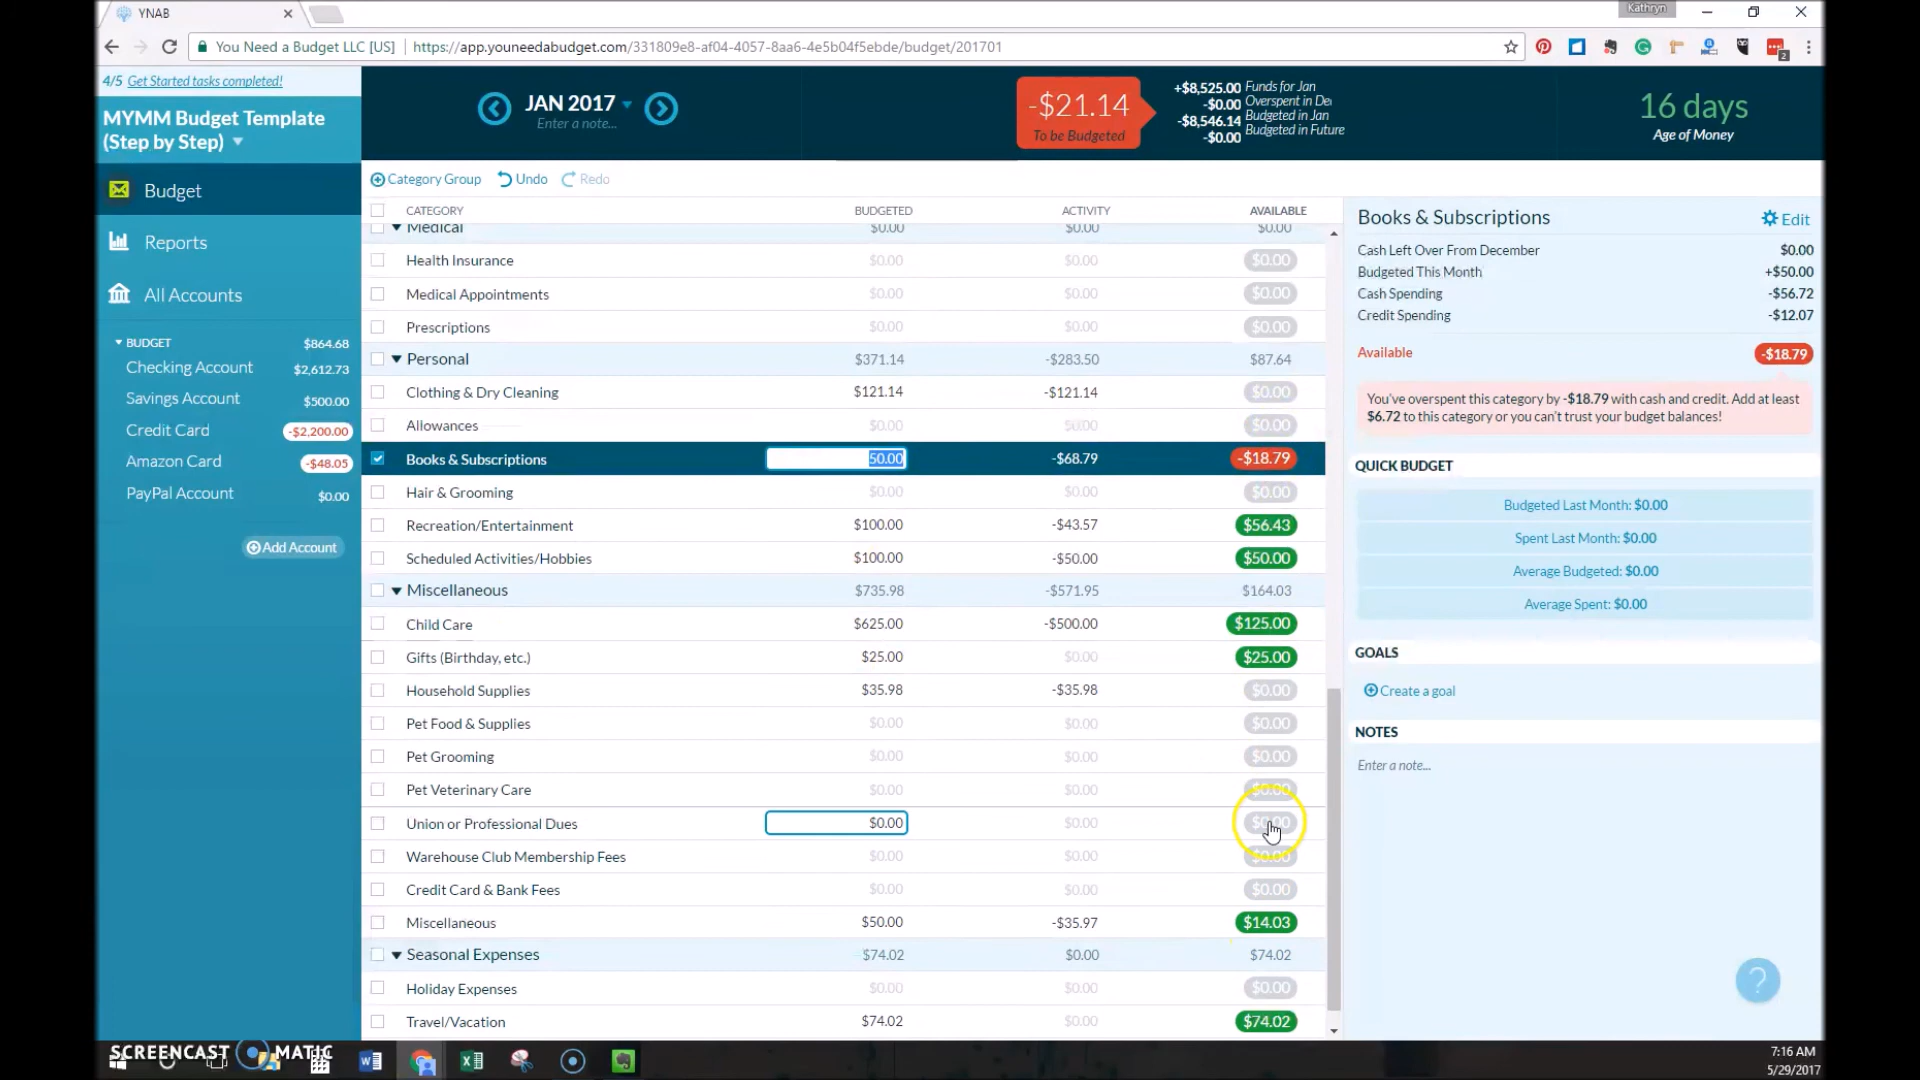 YNAB
Kathryn
You Need a Budget LLC [US] | https://app.youneedabudget.com/331809e8-af04-4057-8aa6-4e5b04f5ebde/budget/201701
2
4/5 Get Started tasks completed!
MYMM Budget Template
(Step by Step)
Budget
Reports
All Accounts
BUDGET $864.68
Checking Account $2,612.73
Savings Account $500.00
Credit Card -$2,200.00
Amazon Card -$48.05
PayPal Account $0.00
Add Account
JAN 2017
Enter a note...
-$21.14
To be Budgeted
+$8,525.00 Funds for Jan
-$0.00 Overspent in De
-$8,546.14 Budgeted in Jan
-$0.00 Budgeted in Future
16 days
Age of Money
Category Group Undo Redo
CATEGORY BUDGETED ACTIVITY AVAILABLE
Medical $0.00 $0.00 $0.00
Health Insurance $0.00 $0.00 $0.00
Medical Appointments $0.00 $0.00 $0.00
Prescriptions $0.00 $0.00 $0.00
Personal $371.14 -$283.50 $87.64
Clothing & Dry Cleaning $121.14 -$121.14 $0.00
Allowances $0.00 $0.00 $0.00
Books & Subscriptions 50.00 -$68.79 -$18.79
Hair & Grooming $0.00 $0.00 $0.00
Recreation/Entertainment $100.00 -$43.57 $56.43
Scheduled Activities/Hobbies $100.00 -$50.00 $50.00
Miscellaneous $735.98 -$571.95 $164.03
Child Care $625.00 -$500.00 $125.00
Gifts (Birthday, etc.) $25.00 $0.00 $25.00
Household Supplies $35.98 -$35.98 $0.00
Pet Food & Supplies $0.00 $0.00 $0.00
Pet Grooming $0.00 $0.00 $0.00
Pet Veterinary Care $0.00 $0.00 $0.00
Union or Professional Dues $0.00 $0.00 $0.00
Warehouse Club Membership Fees $0.00 $0.00 $0.00
Credit Card & Bank Fees $0.00 $0.00 $0.00
Miscellaneous $50.00 -$35.97 $14.03
Seasonal Expenses $74.02 $0.00 $74.02
Holiday Expenses $0.00 $0.00 $0.00
Travel/Vacation $74.02 $0.00 $74.02
Books & Subscriptions Edit
Cash Left Over From December $0.00
Budgeted This Month +$50.00
Cash Spending -$56.72
Credit Spending -$12.07
Available -$18.79
You've overspent this category by -$18.79 with cash and credit. Add at least
$6.72 to this category or you can't trust your budget balances!
QUICK BUDGET
Budgeted Last Month: $0.00
Spent Last Month: $0.00
Average Budgeted: $0.00
Average Spent: $0.00
GOALS
Create a goal
NOTES
Enter a note...
?
SCREENCAST MATIC
7:16 AM
5/29/2017